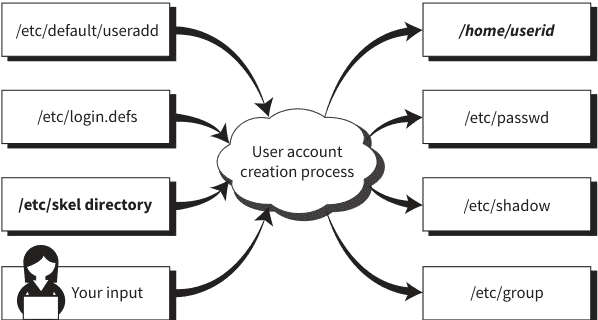 /etc/default/useradd
/etc/login.defs
/etc/skel directory
Your input
User account
creation process
/home/userid
/etc/passwd
/etc/shadow
/etc/group